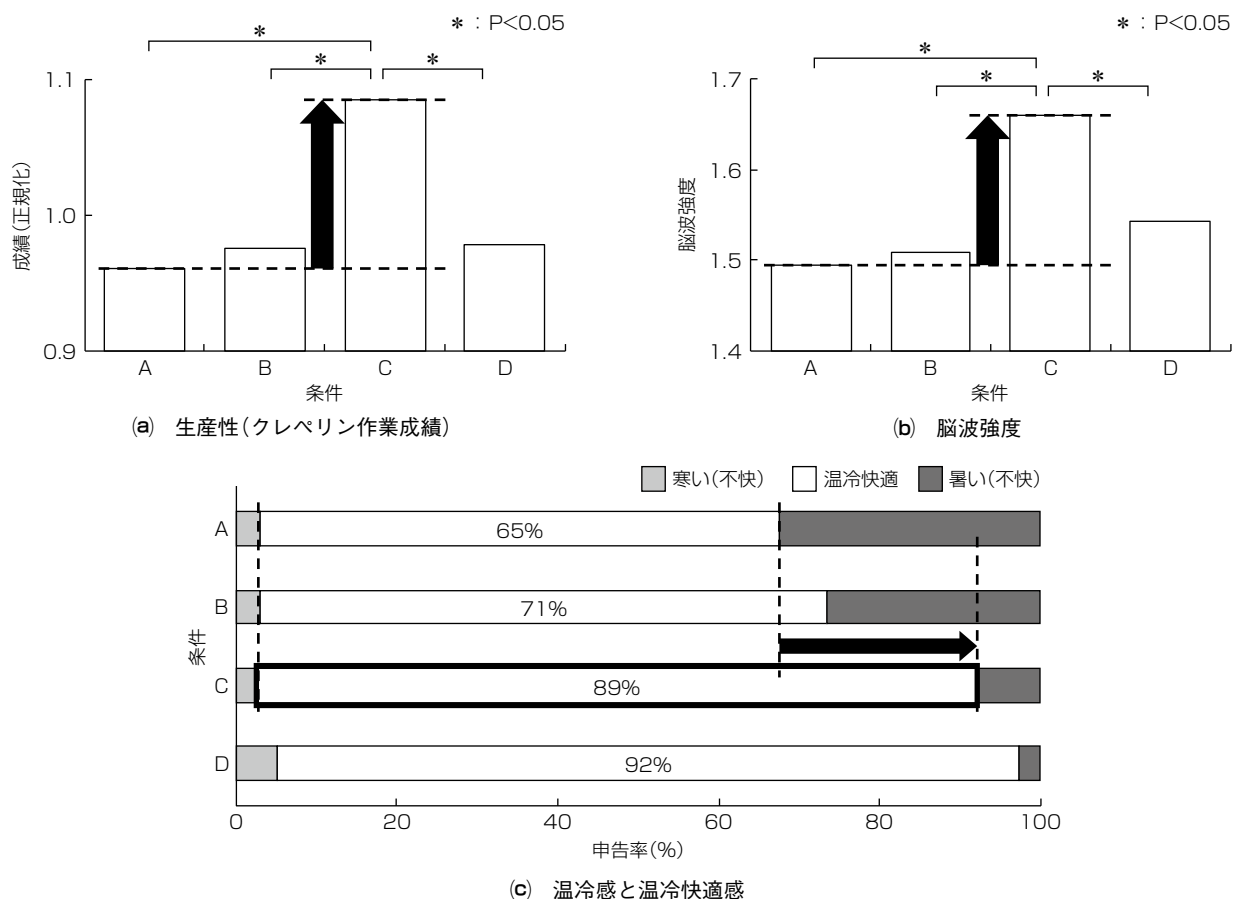 ＊：P<0.05
＊
＊
＊
1.1
1.0
0.9
成績(正規化)
A
B
C
D
条件
(a) 生産性(クレペリン作業成績)
＊：P<0.05
＊
＊
＊
1.7
1.6
1.5
1.4
脳波強度
A
B
C
D
条件
(b) 脳波強度
寒い(不快)
温冷快適
暑い(不快)
条件
A
65%
B
71%
C
89%
D
92%
0
20
40
60
80
100
申告率(%)
(c) 温冷感と温冷快適感